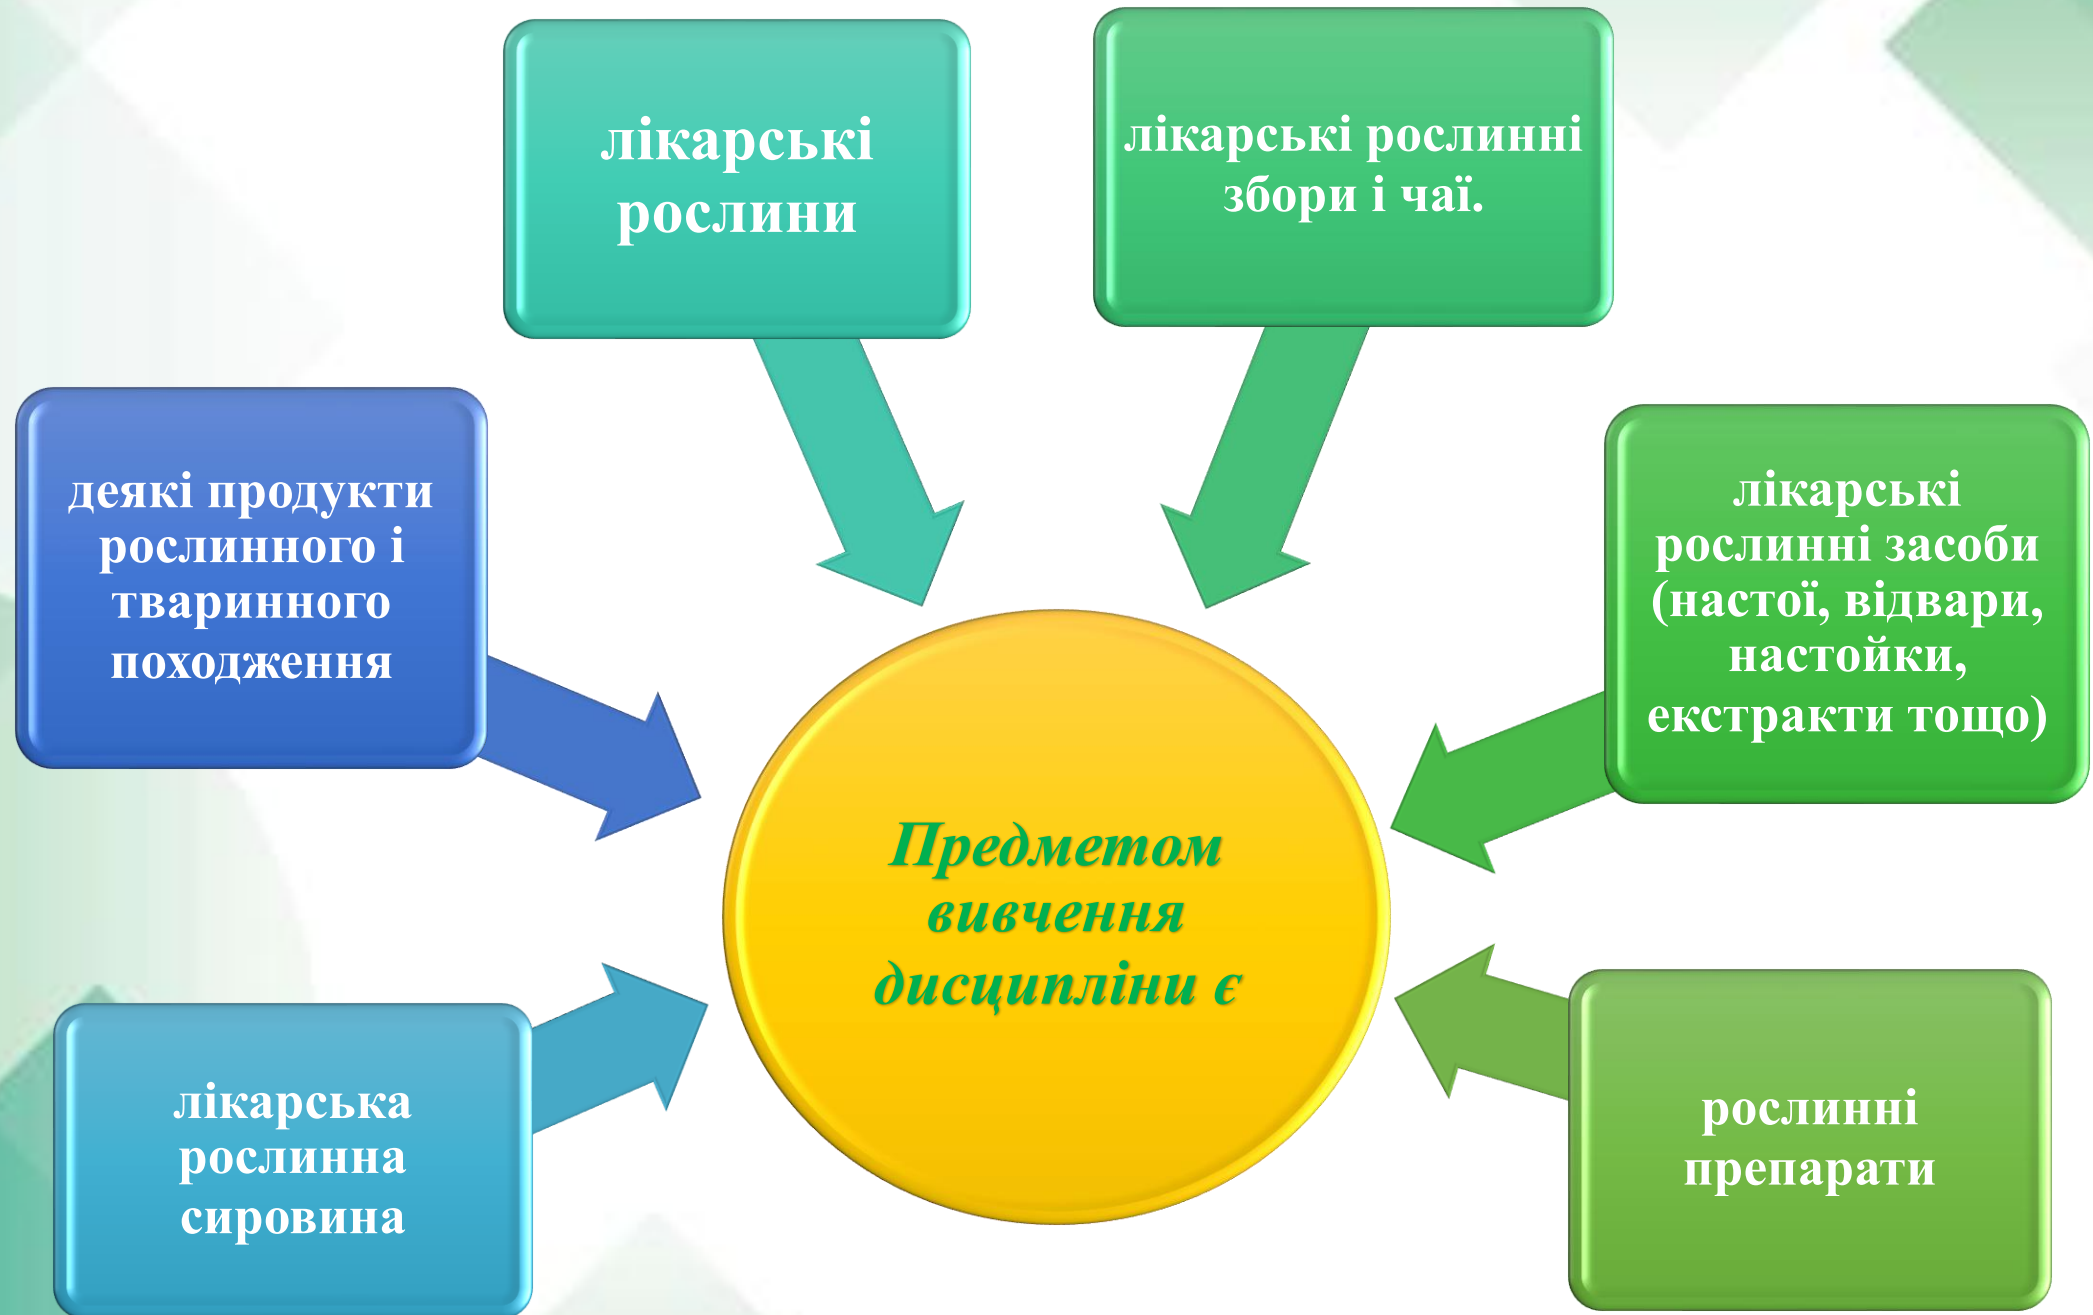 лікарські
рослини
лікарські рослинні
збори і чаї.
деякі продукти
рослинного і
тваринного
походження
лікарські
рослинні засоби
(настої, відвари,
настойки,
екстракти тощо)
Предметом
вивчення
дисципліни є
лікарська
рослинна
сировина
рослинні
препарати